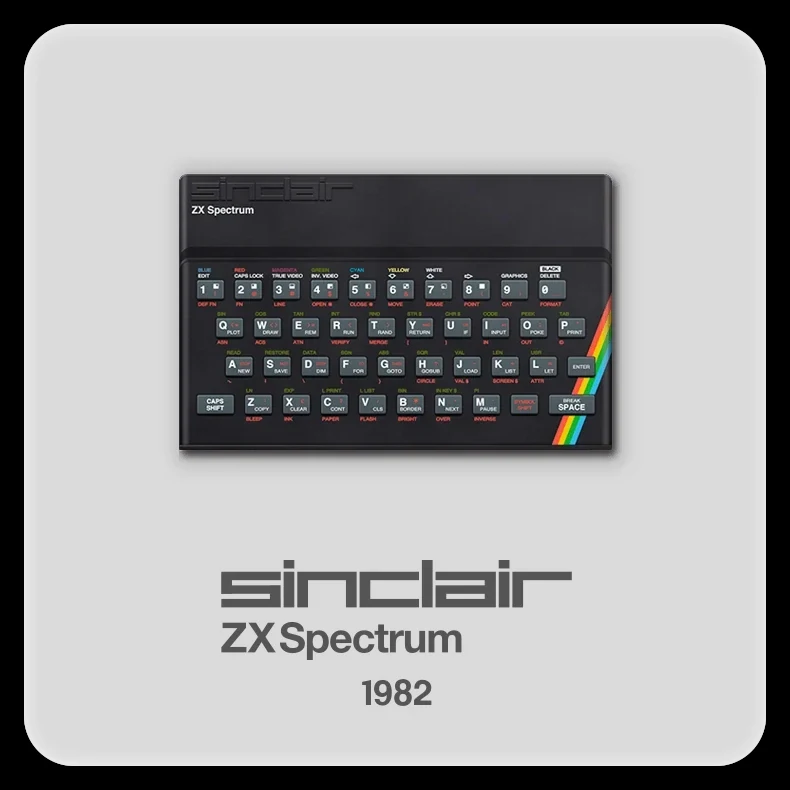 sinclair
ZX Spectrum
BLUE RED MAGENTA GREEN CYAN YELLOW WHITE BLACK
EDIT CAPS LOCK TRUE VIDEO INV. VIDEO GRAPHICS DELETE
1 2 3 4 5 6 7 8 9 0
DEF FN FN LINE OPEN # CLOSE # MOVE ERASE POINT CAT FORMAT
SIN COS TAN INT RND STR $ CHR $ CODE PEEK TAB
Q W E R T Y U I O P
PLOT DRAW REM RUN RAND RETURN IF INPUT POKE PRINT
ASN ACS ATN VERIFY MERGE [ ] IN OUT
READ RESTORE DATA SGN ABS SQR VAL LEN USR
A S D F G H J K L ENTER
NEW SAVE DIM FOR GOTO GOSUB LOAD LIST LET
~ | \ { } CIRCLE VAL $ SCREEN $ ATTR
LN EXP L PRINT L LIST BIN IN KEY $ PI
CAPS SHIFT Z X C V B N M SYMBOL SHIFT BREAK SPACE
COPY CLEAR CONT CLS BORDER NEXT PAUSE
BEEP INK PAPER FLASH BRIGHT OVER INVERSE
sinclair
ZX Spectrum
1982